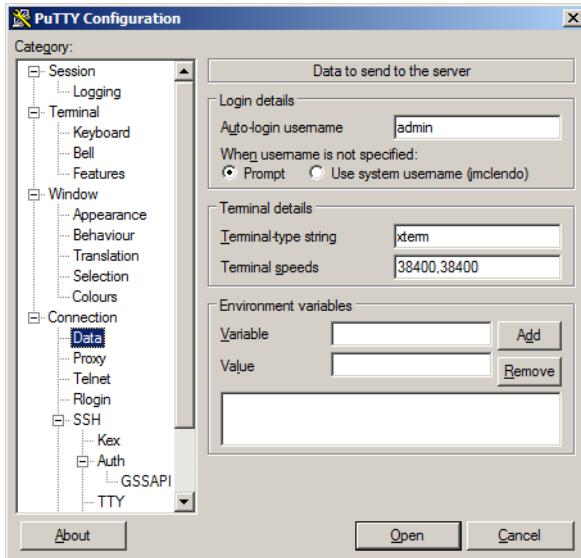 PuTTY Configuration
Category:
Session
Logging
Terminal
Keyboard
Bell
Features
Window
Appearance
Behaviour
Translation
Selection
Colours
Connection
Data
Proxy
Telnet
Rlogin
SSH
Kex
Auth
GSSAPI
TTY
Data to send to the server
Login details
Auto-login username admin
When username is not specified:
Prompt Use system username (jmclendo)
Terminal details
Terminal-type string xterm
Terminal speeds 38400,38400
Environment variables
Variable Add
Value Remove
About Open Cancel